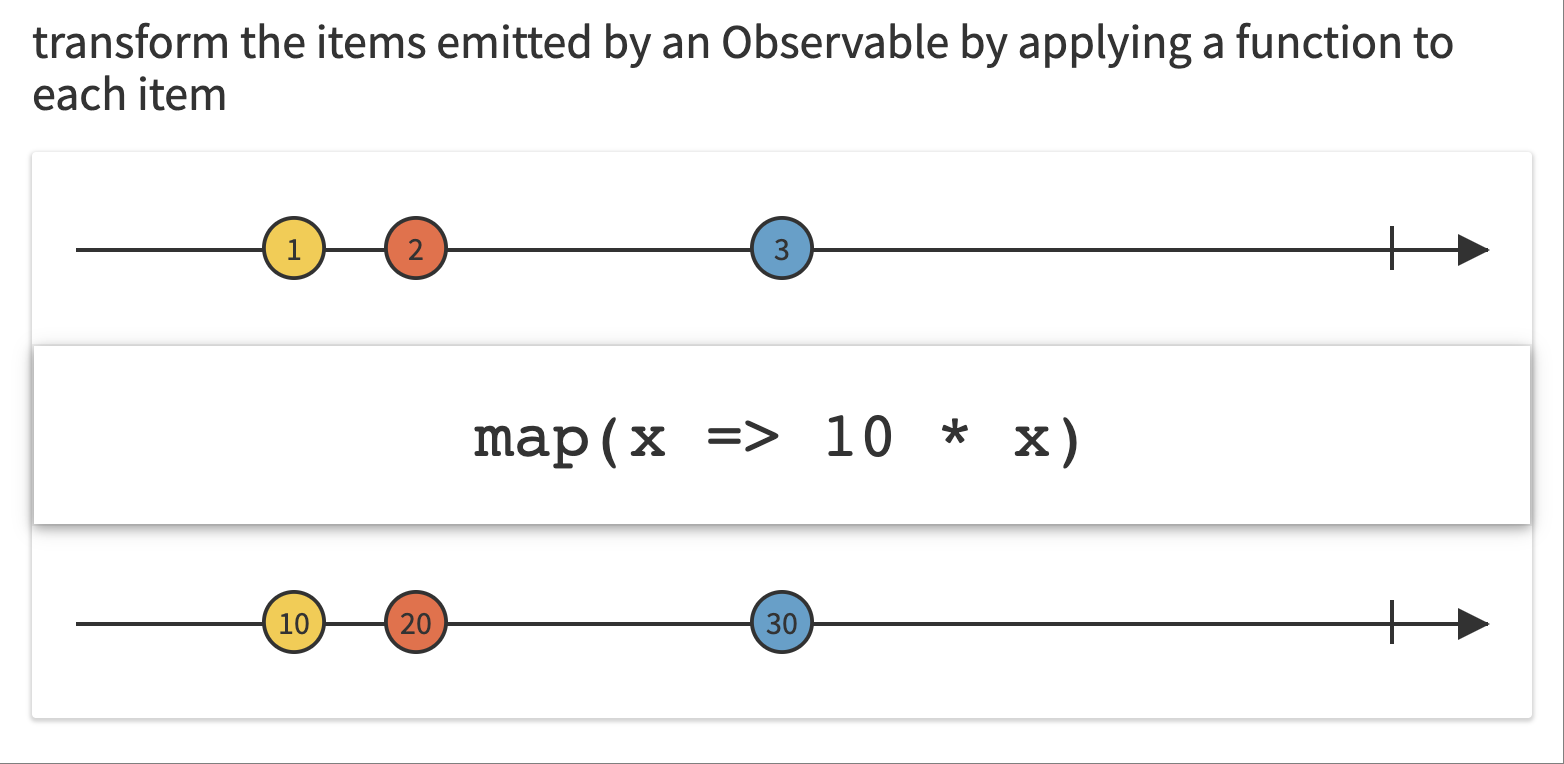 transform the items emitted by an Observable by applying a function to
each item
1 2 3
map(x => 10 * x)
10 20 30